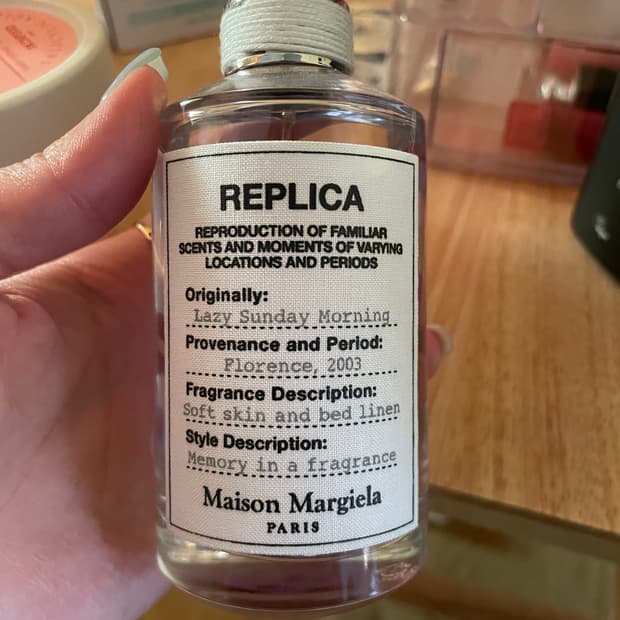 REPLICA
REPRODUCTION OF FAMILIAR
SCENTS AND MOMENTS OF VARYING
LOCATIONS AND PERIODS
Originally:
Lazy Sunday Morning
Provenance and Period:
Florence, 2003
Fragrance Description:
Soft skin and bed linen
Style Description:
Memory in a fragrance
Maison Margiela
PARIS